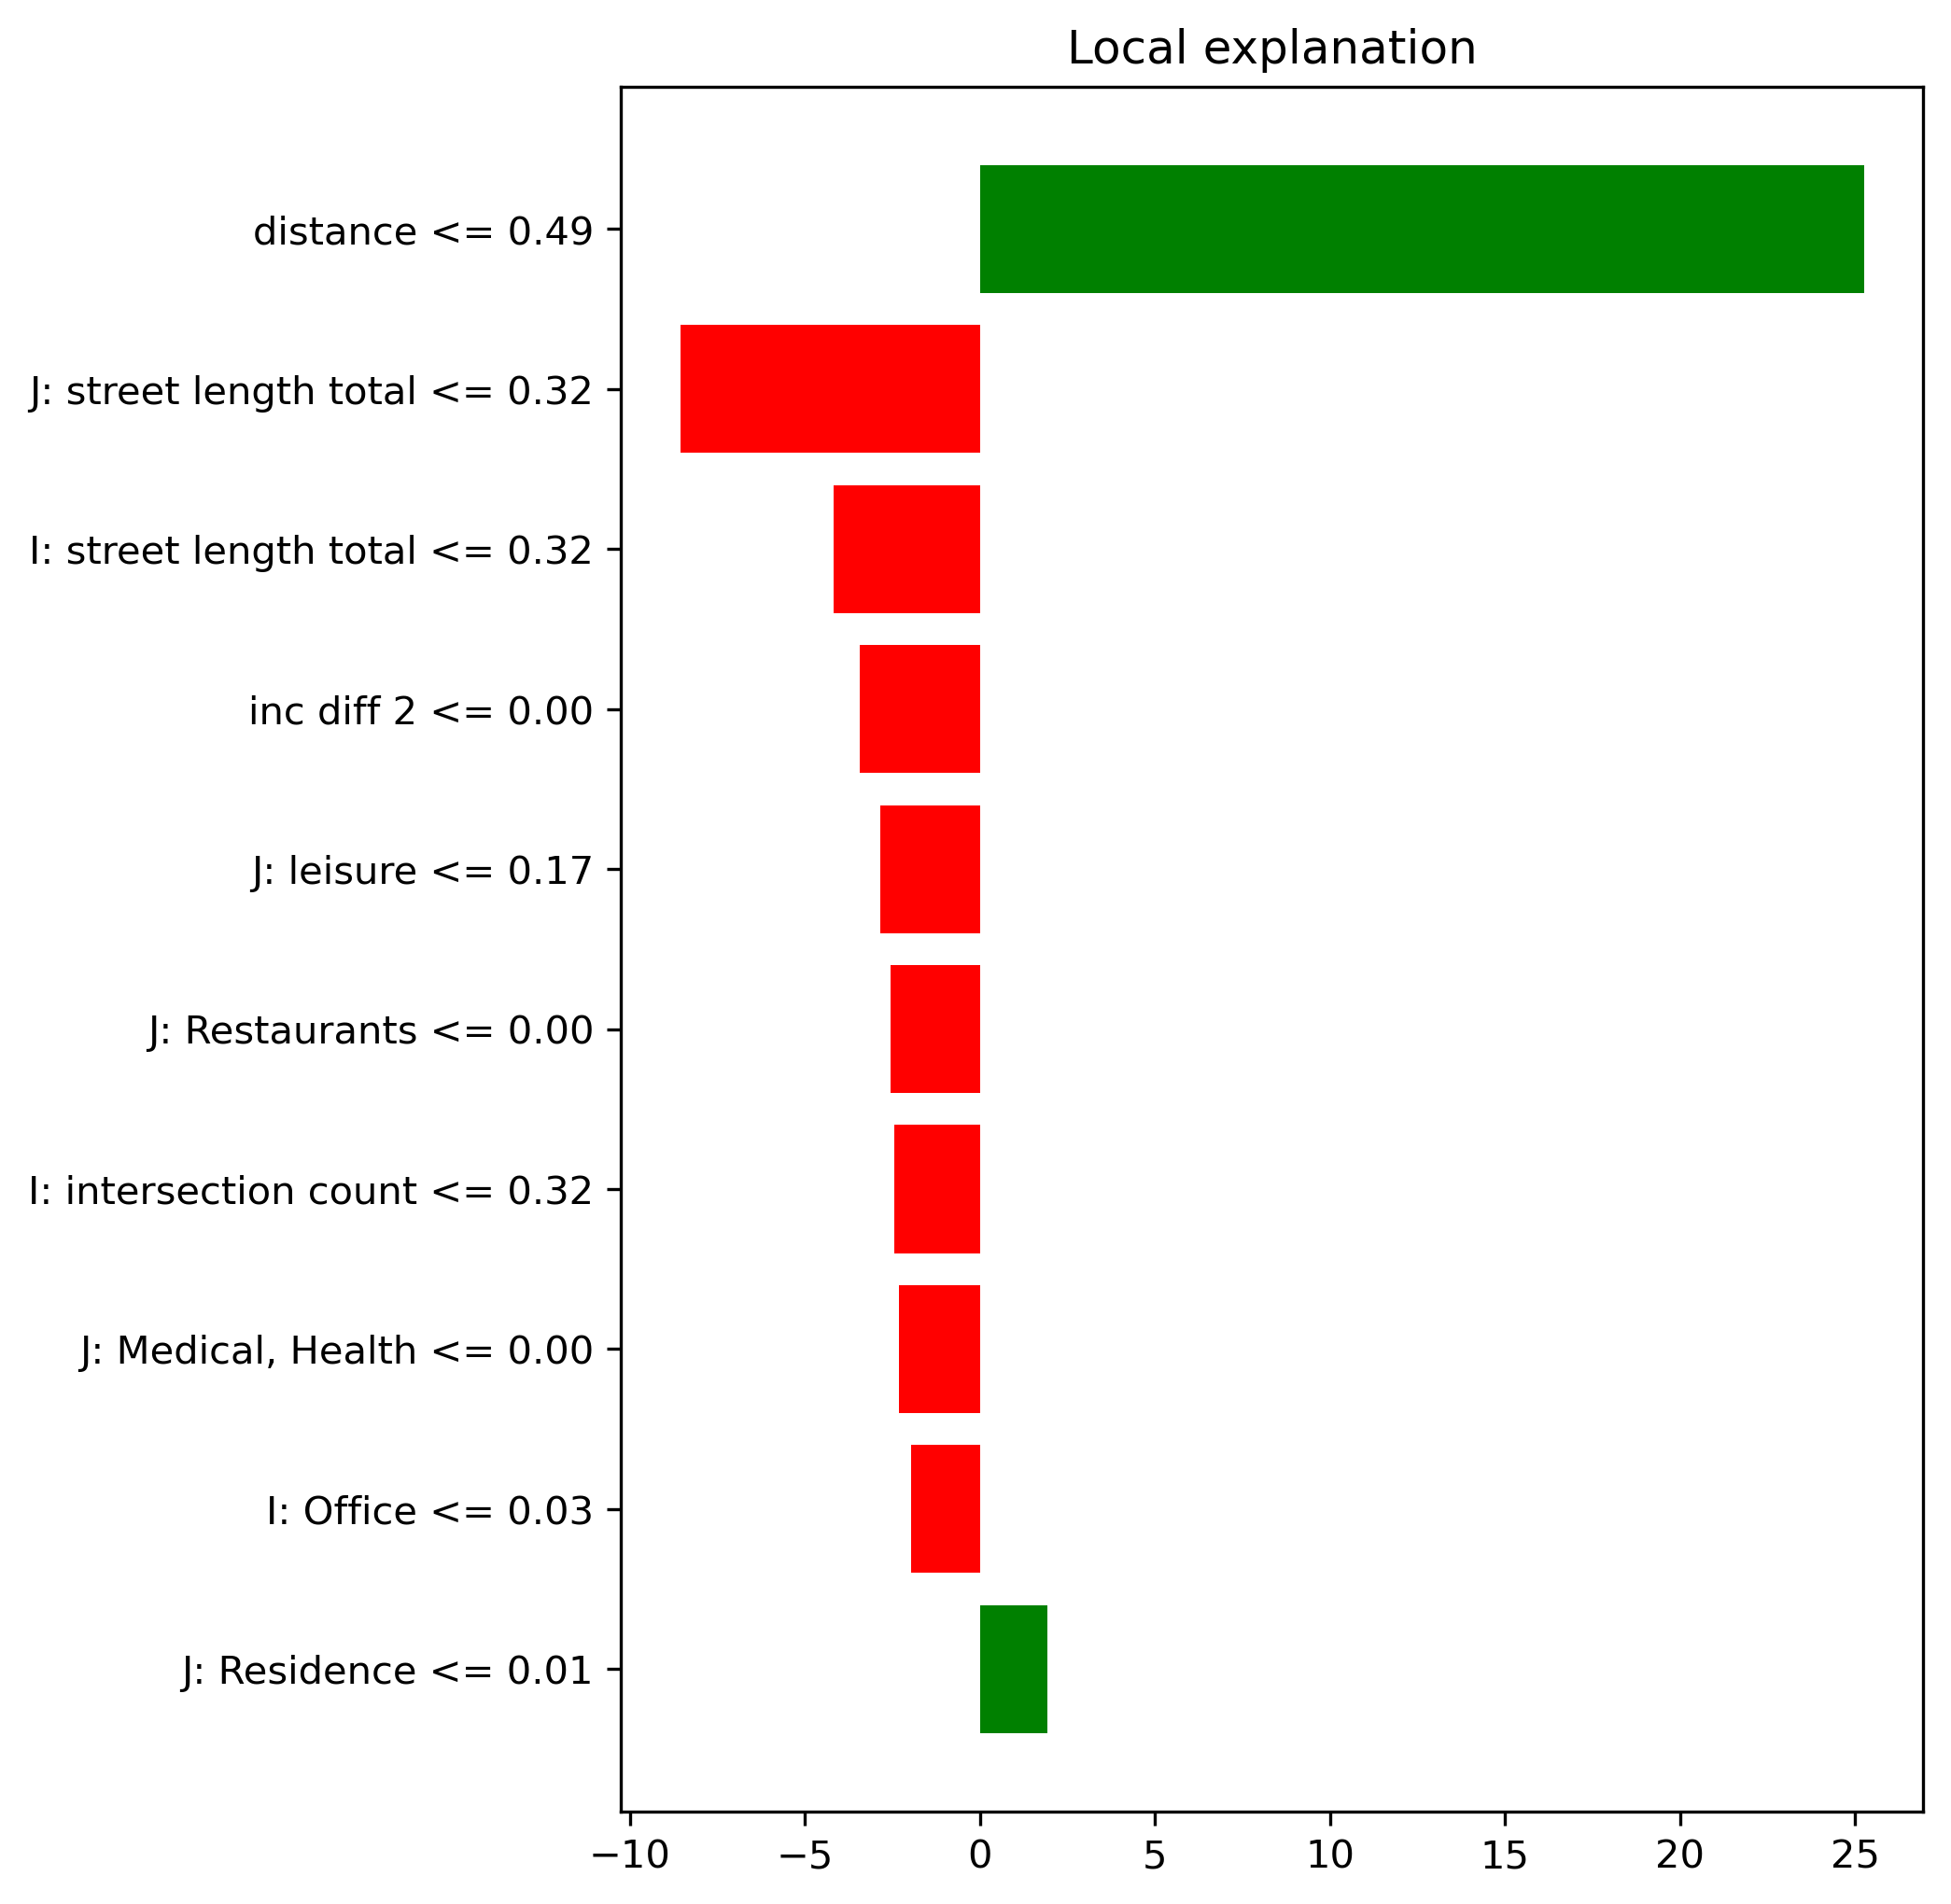 Local explanation
distance <= 0.49
J: street length total <= 0.32
I: street length total <= 0.32
inc diff 2 <= 0.00
J: leisure <= 0.17
J: Restaurants <= 0.00
I: intersection count <= 0.32
J: Medical, Health <= 0.00
I: Office <= 0.03
J: Residence <= 0.01
−10 −5 0 5 10 15 20 25